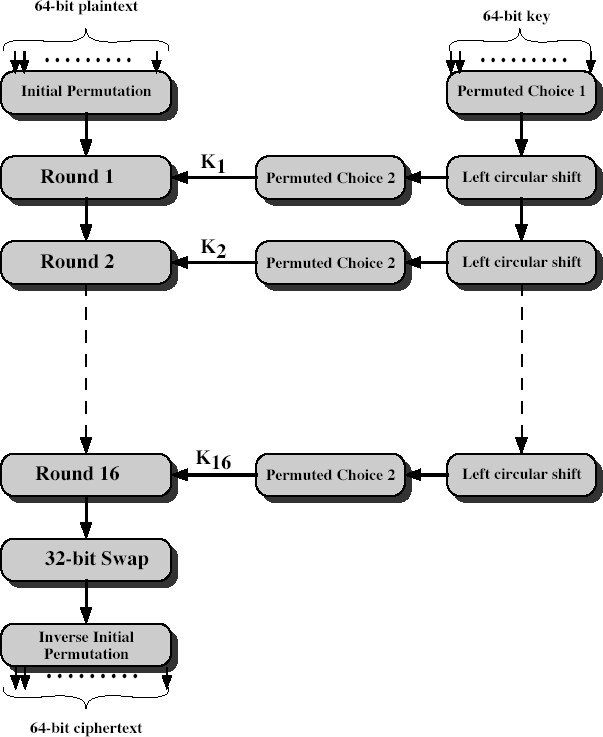 64-bit plaintext
64-bit key
Initial Permutation
Permuted Choice 1
Round 1
K1
Permuted Choice 2
Left circular shift
Round 2
K2
Permuted Choice 2
Left circular shift
Round 16
K16
Permuted Choice 2
Left circular shift
32-bit Swap
Inverse Initial
Permutation
64-bit ciphertext